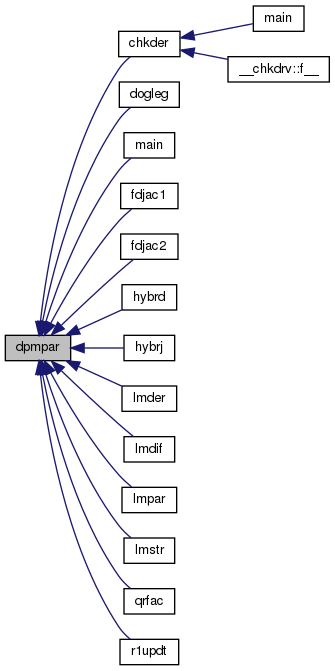 main
chkder
__chkdrv::f__
dogleg
main
fdjac1
fdjac2
hybrd
dpmpar
hybrj
lmder
lmdif
lmpar
lmstr
qrfac
r1updt